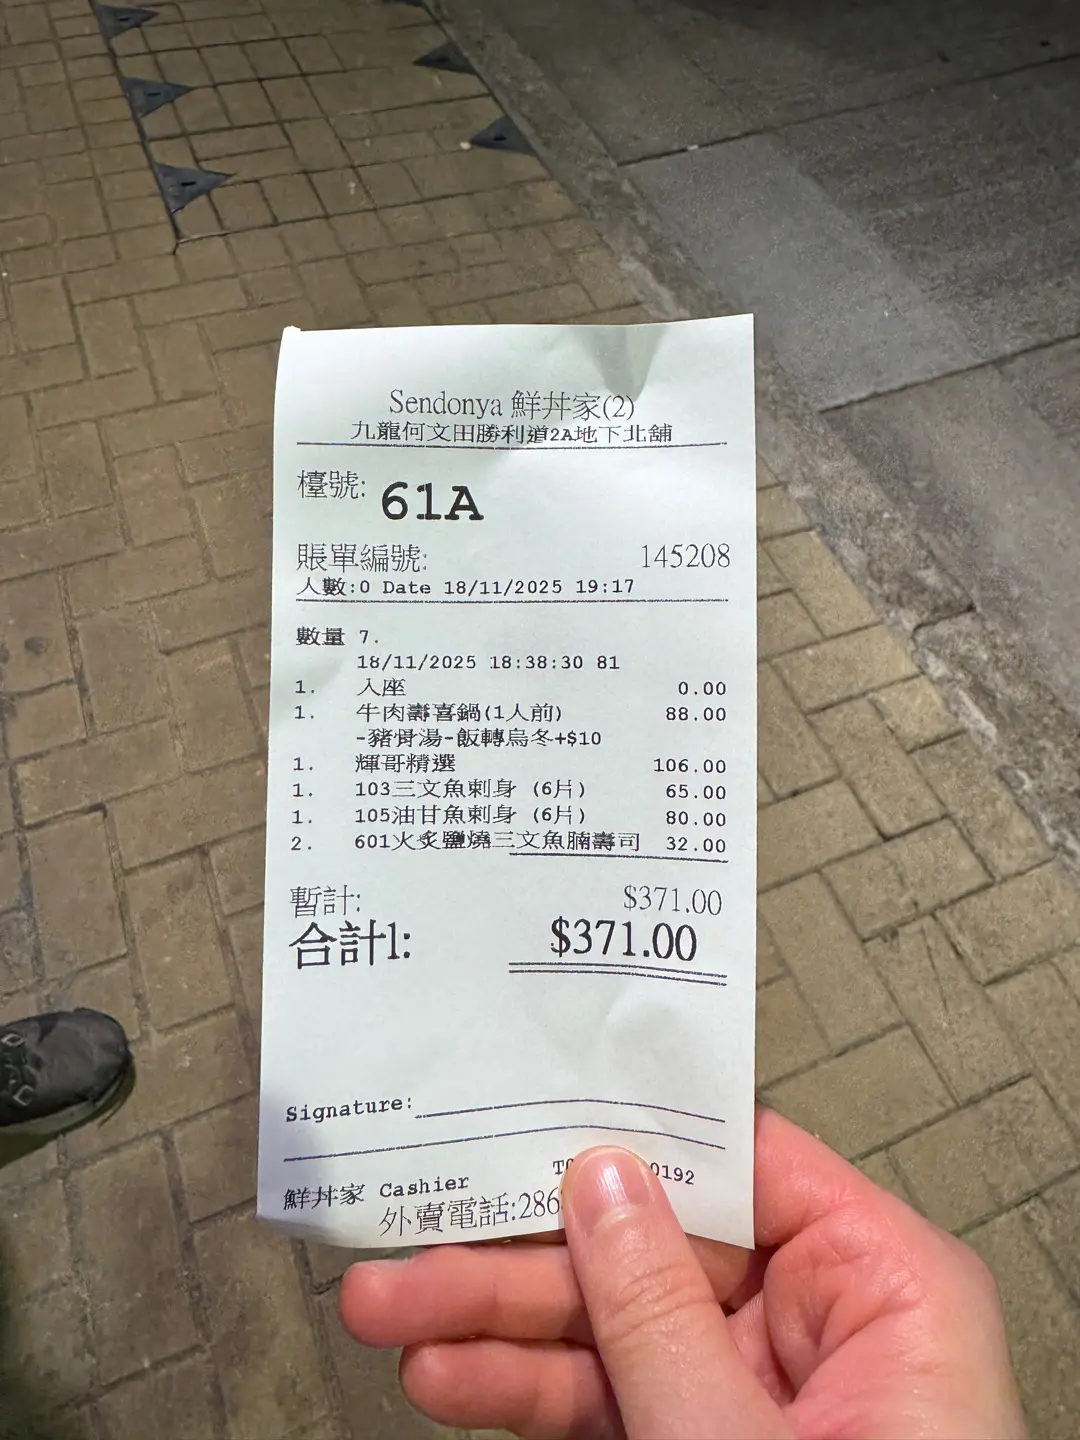 Sendonya 鮮丼家(2)
九龍何文田勝利道2A地下北舖
檯號: 61A
賬單編號: 145208
人數:0 Date 18/11/2025 19:17
數量 7.
18/11/2025 18:38:30 81
1. 入座 0.00
1. 牛肉壽喜鍋(1人前) 88.00
-豬骨湯-飯轉烏冬+$10
1. 輝哥精選 106.00
1. 103三文魚刺身 (6片) 65.00
1. 105油甘魚刺身 (6片) 80.00
2. 601火炙鹽燒三文魚腩壽司 32.00
暫計: $371.00
合計1: $371.00
Signature:
鮮丼家 Cashier
外賣電話: